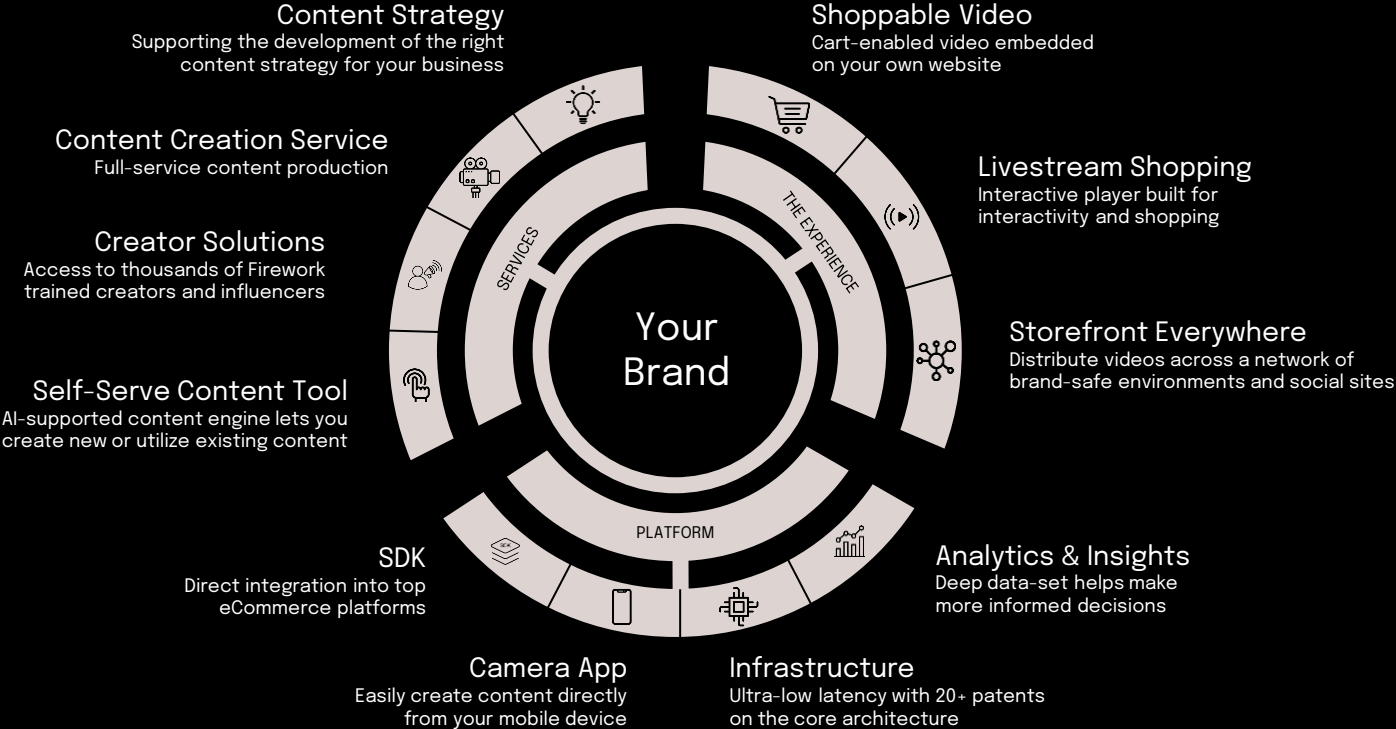 Content Strategy
Supporting the development of the right
content strategy for your business
Content Creation Service
Full-service content production
Creator Solutions
Access to thousands of Firework
trained creators and influencers
Self-Serve Content Tool
AI-supported content engine lets you
create new or utilize existing content
Shoppable Video
Cart-enabled video embedded
on your own website
Livestream Shopping
Interactive player built for
interactivity and shopping
Storefront Everywhere
Distribute videos across a network of
brand-safe environments and social sites
SERVICES
THE EXPERIENCE
Your
Brand
PLATFORM
SDK
SDK
Direct integration into top
eCommerce platforms
Camera App
Easily create content directly
from your mobile device
Infrastructure
Ultra-low latency with 20+ patents
on the core architecture
Analytics & Insights
Deep data-set helps make
more informed decisions